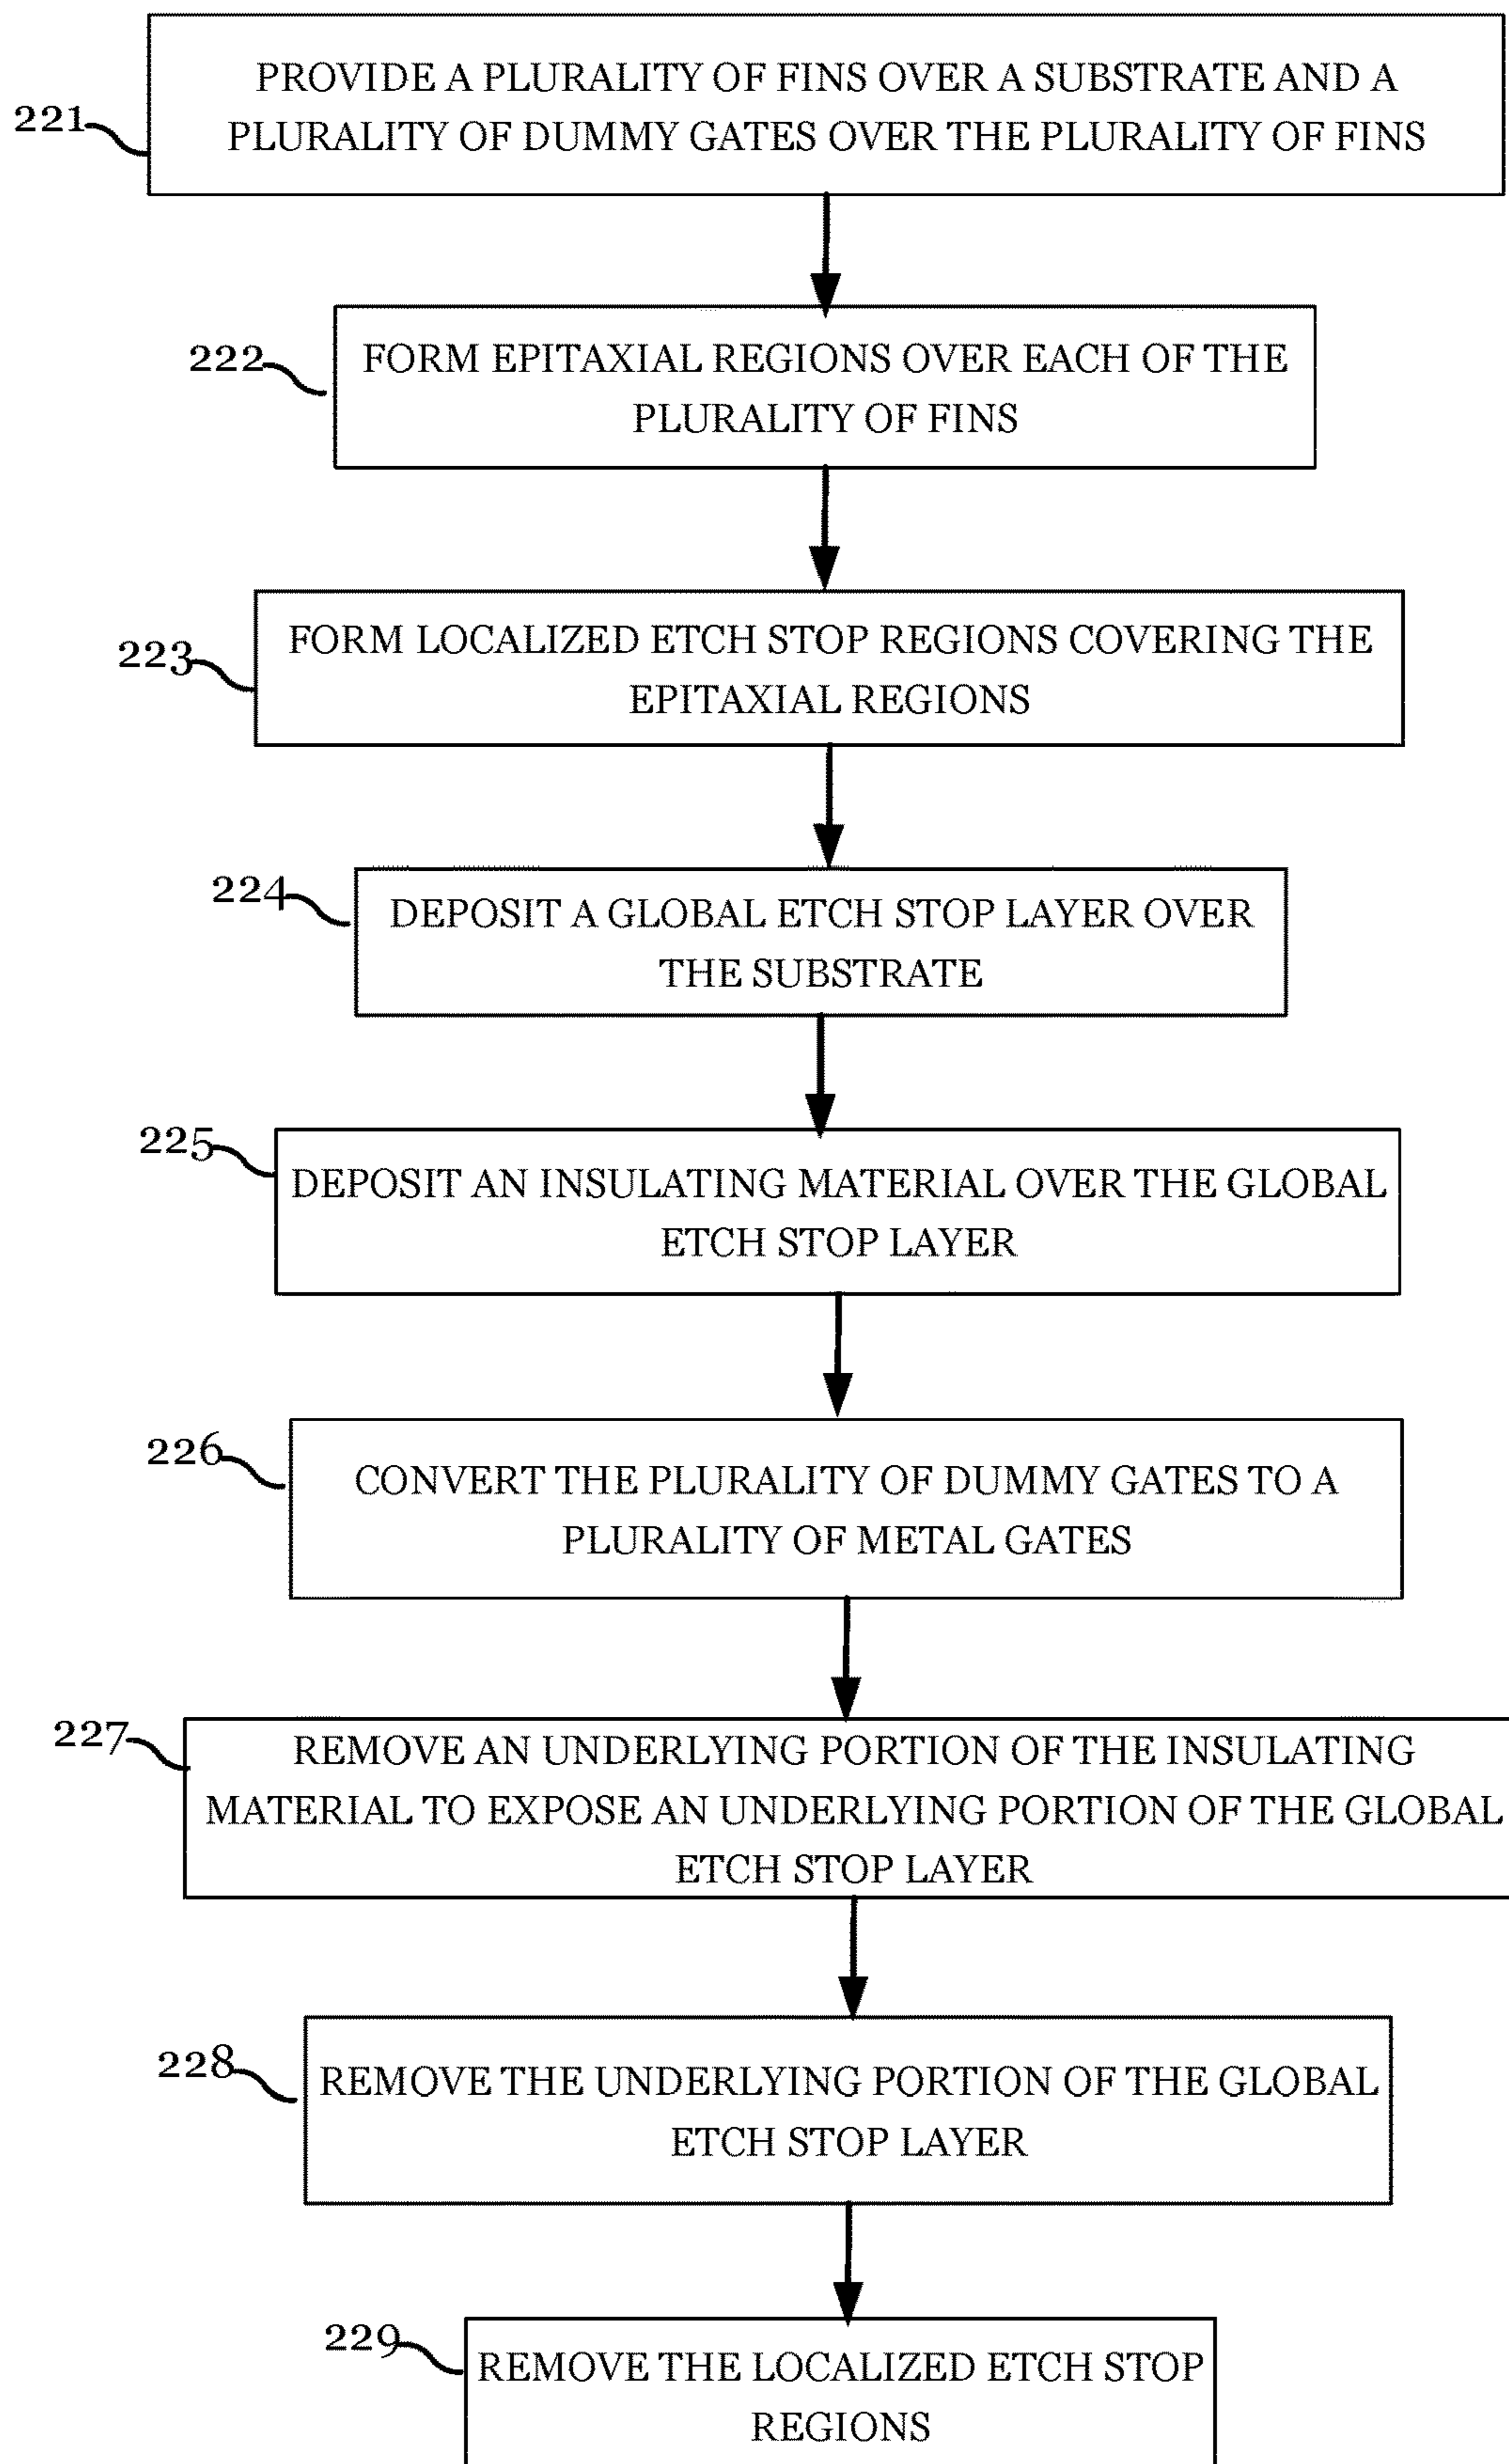 221
PROVIDE A PLURALITY OF FINS OVER A SUBSTRATE AND A
PLURALITY OF DUMMY GATES OVER THE PLURALITY OF FINS
222
FORM EPITAXIAL REGIONS OVER EACH OF THE
PLURALITY OF FINS
223
FORM LOCALIZED ETCH STOP REGIONS COVERING THE
EPITAXIAL REGIONS
224
DEPOSIT A GLOBAL ETCH STOP LAYER OVER
THE SUBSTRATE
225
DEPOSIT AN INSULATING MATERIAL OVER THE GLOBAL
ETCH STOP LAYER
226
CONVERT THE PLURALITY OF DUMMY GATES TO A
PLURALITY OF METAL GATES
227
REMOVE AN UNDERLYING PORTION OF THE INSULATING
MATERIAL TO EXPOSE AN UNDERLYING PORTION OF THE GLOBAL
ETCH STOP LAYER
228
REMOVE THE UNDERLYING PORTION OF THE GLOBAL
ETCH STOP LAYER
229
REMOVE THE LOCALIZED ETCH STOP
REGIONS